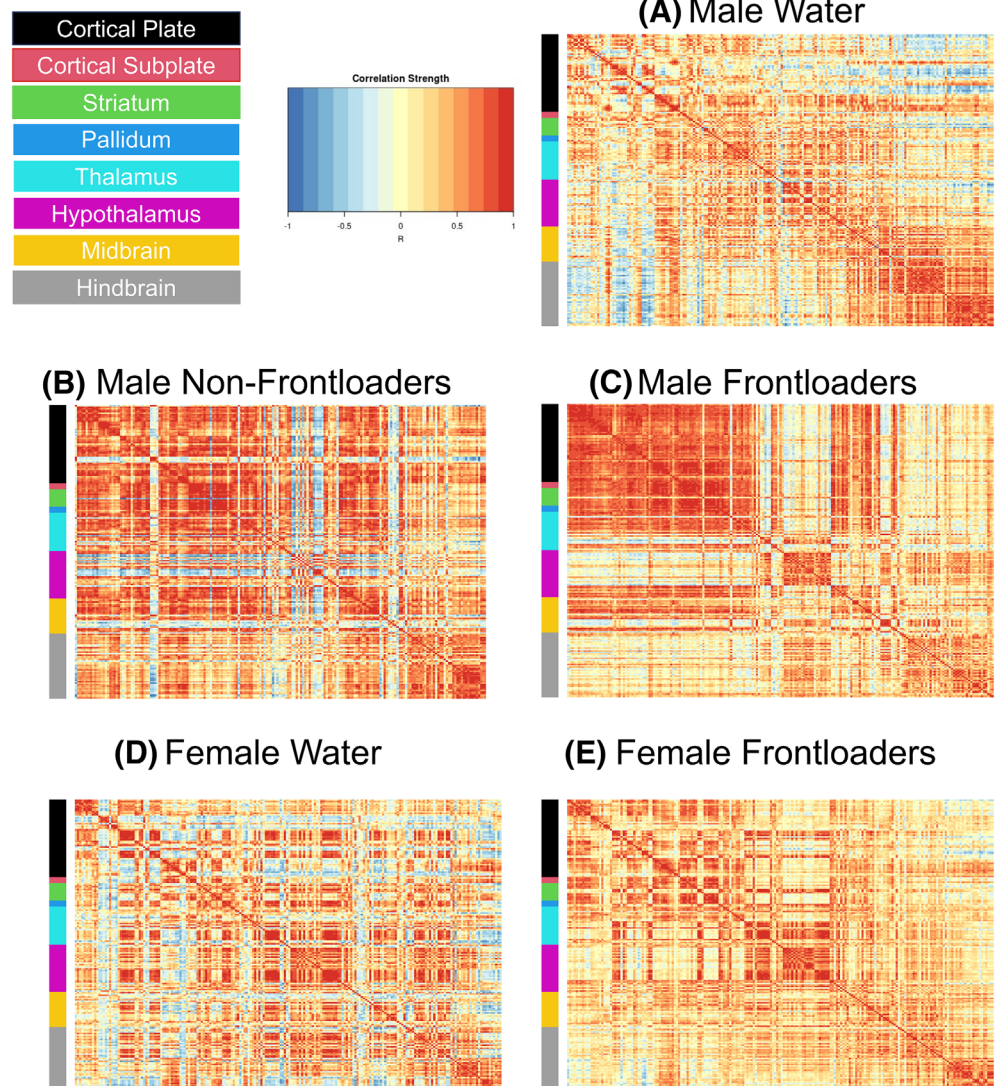 (A) Male Water
Cortical Plate
Cortical Subplate
Striatum
Pallidum
Thalamus
Hypothalamus
Midbrain
Hindbrain
Correlation Strength
-1 -0.5 0 0.5 1
R
(B) Male Non-Frontloaders
(C) Male Frontloaders
(D) Female Water
(E) Female Frontloaders